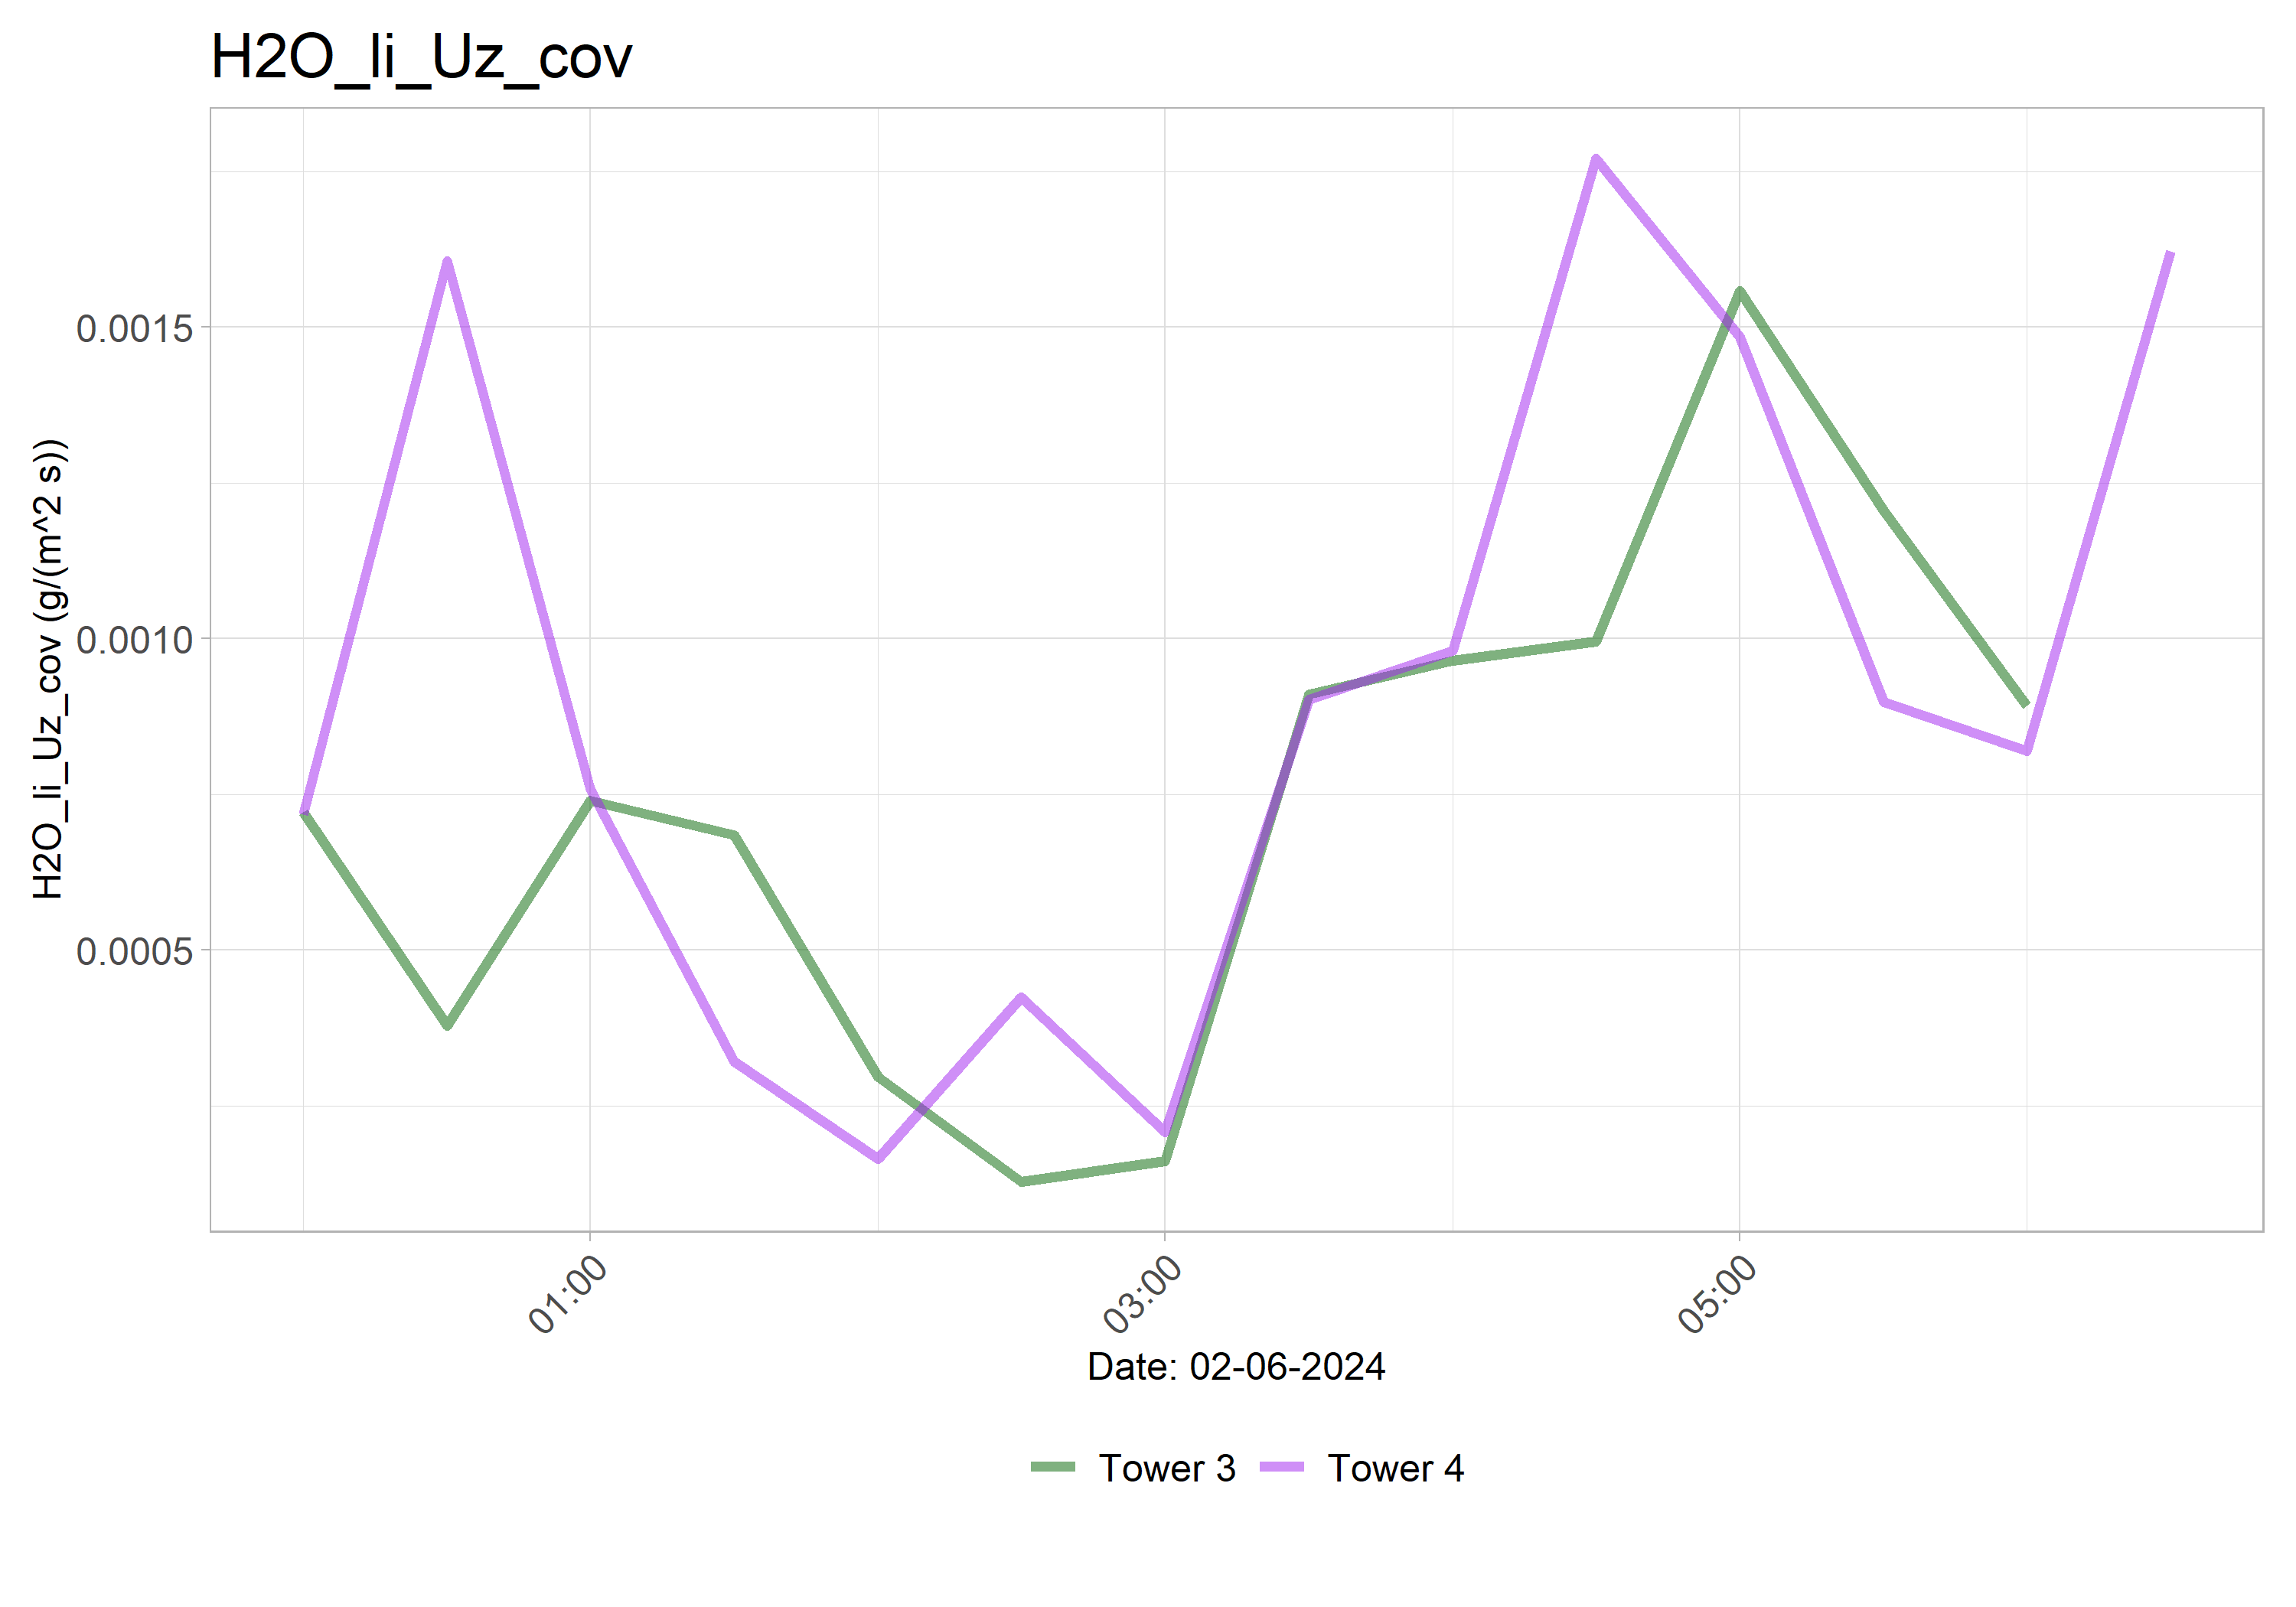 H2O_li_Uz_cov
H2O_li_Uz_cov (g/(m^2 s))
0.0015
0.0010
0.0005
01:00
03:00
05:00
Date: 02-06-2024
Tower 3
Tower 4